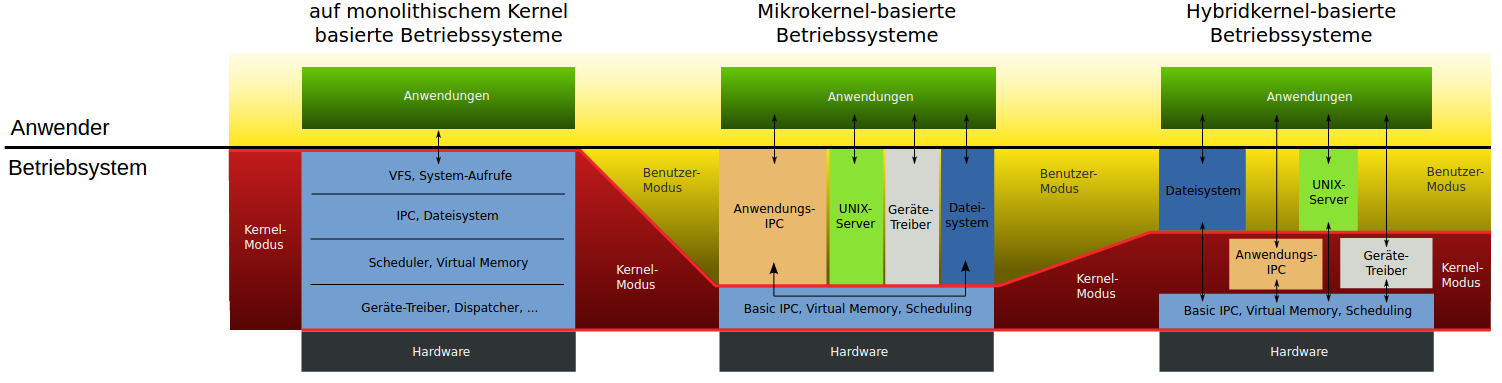 auf monolithischem Kernel
basierte Betriebssysteme
Mikrokernel-basierte
Betriebssysteme
Hybridkernel-basierte
Betriebssysteme
Anwender
Betriebsystem
Anwendungen
VFS, System-Aufrufe
IPC, Dateisystem
Scheduler, Virtual Memory
Geräte-Treiber, Dispatcher, ...
Hardware
Kernel-
Modus
Benutzer-
Modus
Kernel-
Modus
Anwendungen
Anwendungs-
IPC
UNIX-
Server
Geräte-
Treiber
Datei-
system
Basic IPC, Virtual Memory, Scheduling
Hardware
Benutzer-
Modus
Kernel-
Modus
Anwendungen
Dateisystem
UNIX-
Server
Anwendungs-
IPC
Geräte-
Treiber
Basic IPC, Virtual Memory, Scheduling
Hardware
Benutzer-
Modus
Kernel-
Modus